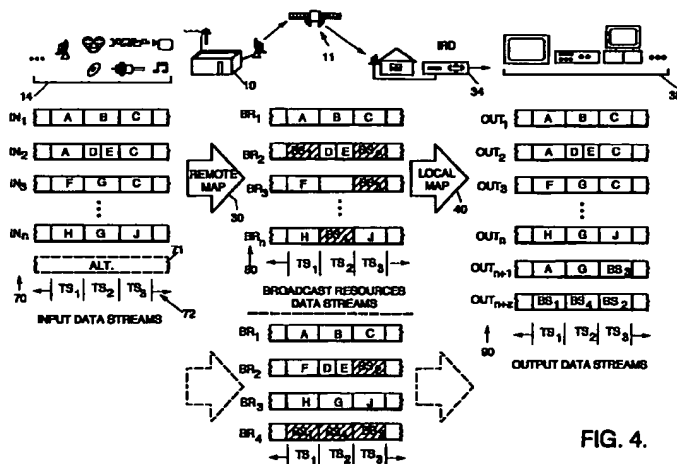 ...
IRD
...
14
10
11
34
35
IN1 A B C
BR1 A B C
OUT1 A B C
IN2 A D E C
BR2 D E
OUT2 A D E C
REMOTE MAP
30
LOCAL MAP
40
IN3 F G C
BR3 F
OUT3 F G C
INn H G J
BRn H J
OUTn H G J
ALT. 71
80
OUTn+1 A G BS3
70
TS1 TS2 TS3
72
TS1 TS2 TS3
INPUT DATA STREAMS
BROADCAST RESOURCES
DATA STREAMS
OUTn+z BS1 BS4 BS2
90
TS1 TS2 TS3
OUTPUT DATA STREAMS
BR1 A B C
BR2 F D E
BR3 H G J
BR4
TS1 TS2 TS3
FIG. 4.